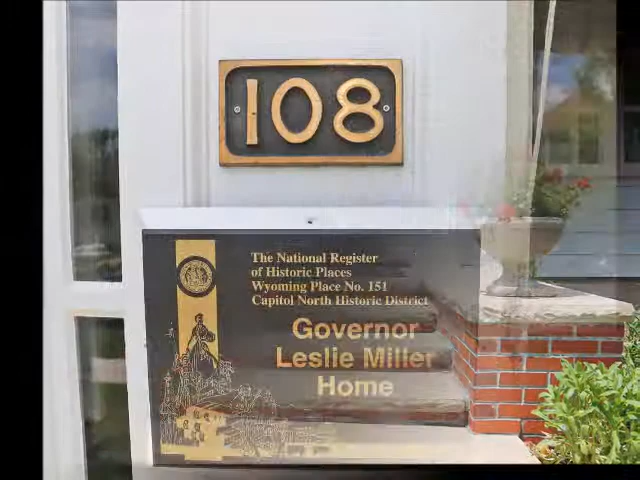 108
The National Register
of Historic Places
Wyoming Place No. 151
Capitol North Historic District
Governor
Leslie Miller
Home